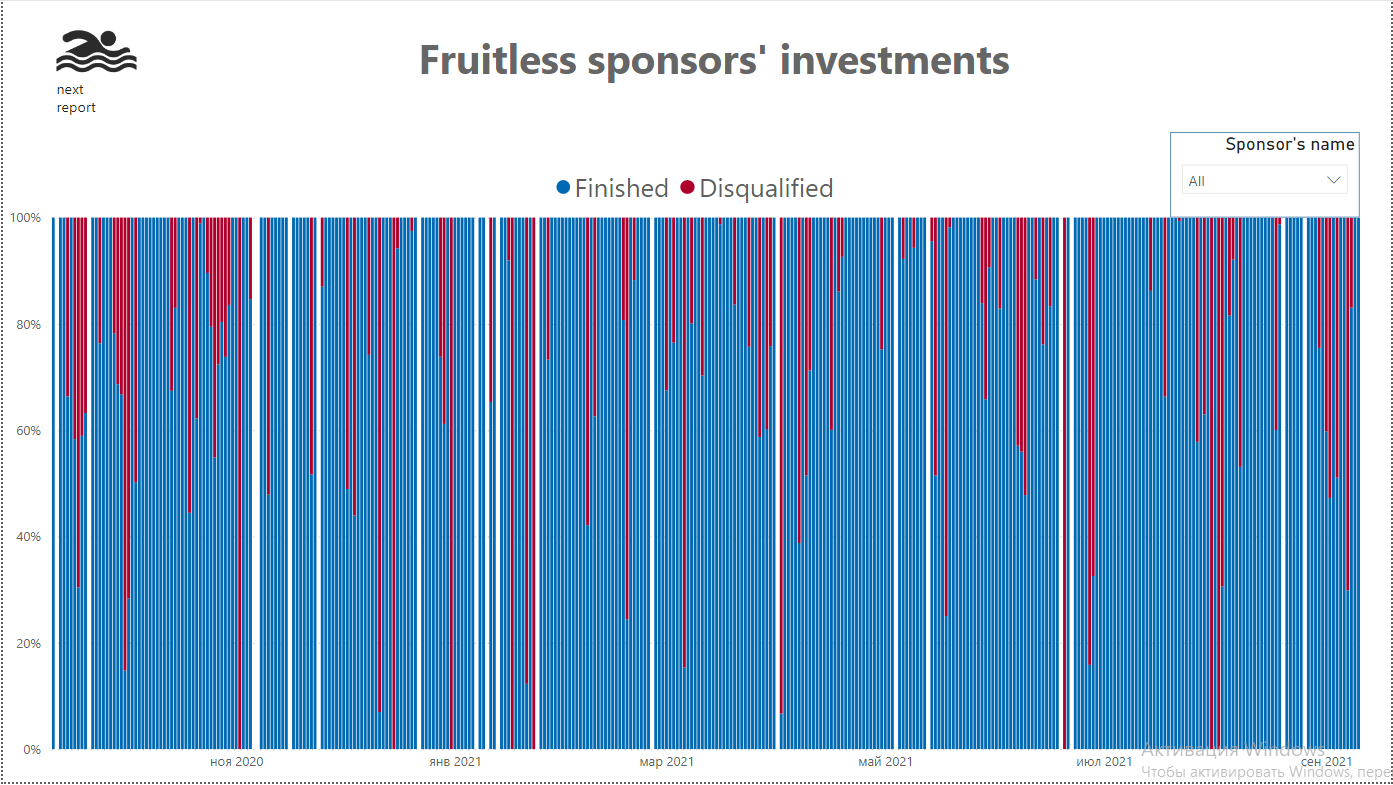 Fruitless sponsors' investments
next
report
Sponsor's name
All
Finished
Disqualified
100%
80%
60%
40%
20%
0%
ноя 2020
янв 2021
мар 2021
май 2021
июл 2021
сен 2021
Активация Windows
Чтобы активировать Windows, пере